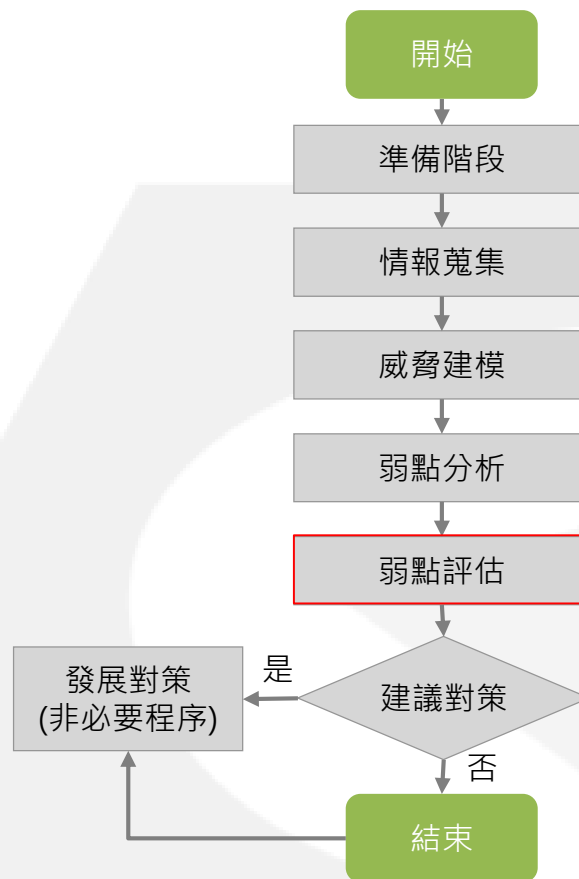 開始
準備階段
情報蒐集
威脅建模
弱點分析
弱點評估
建議對策
是
發展對策
(非必要程序)
否
結束